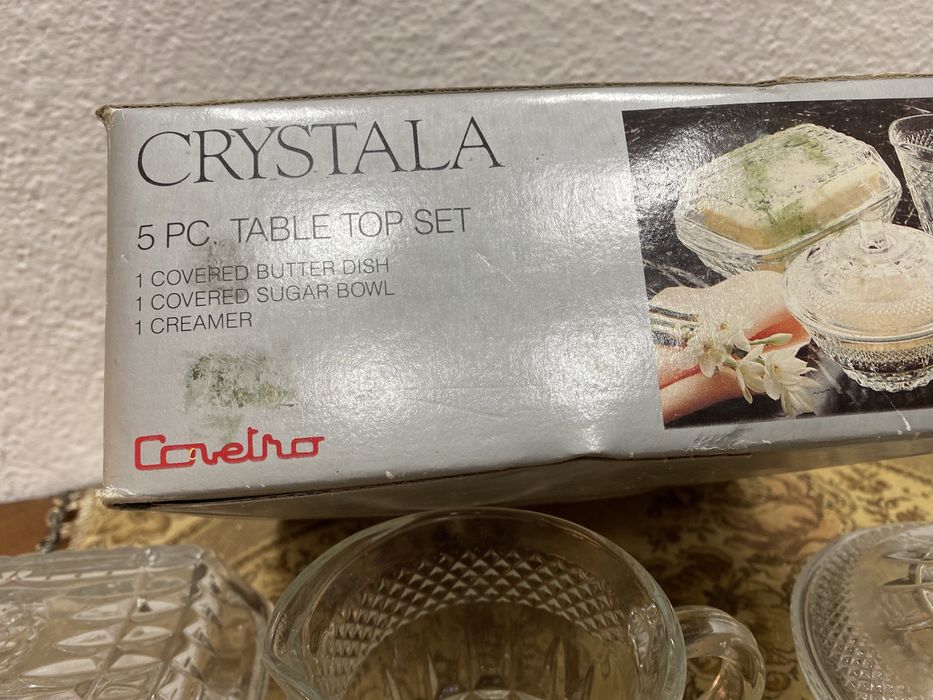 CRYSTALA
5 PC. TABLE TOP SET
1 COVERED BUTTER DISH
1 COVERED SUGAR BOWL
1 CREAMER
Covetro